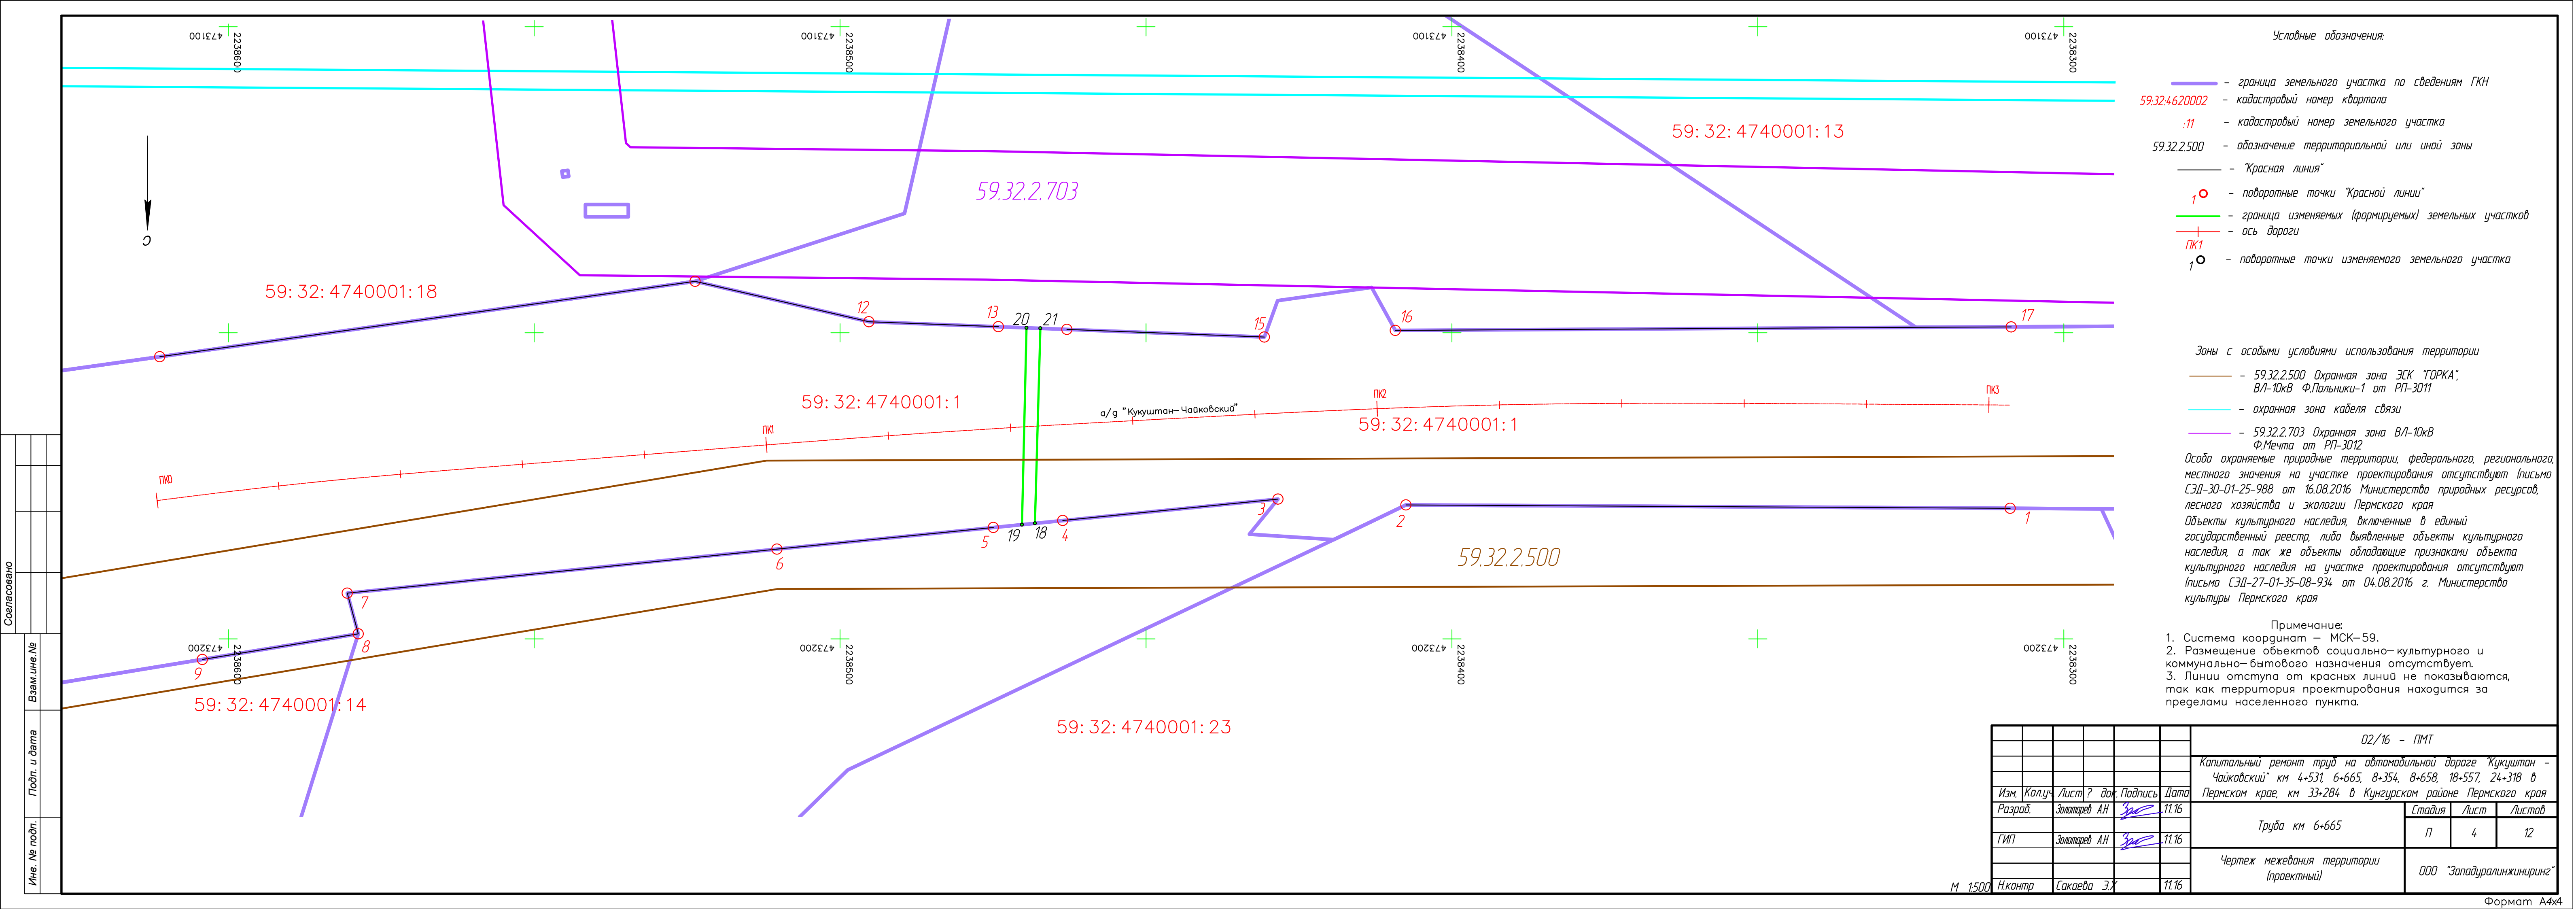 473100
2238600
473100
2238500
473100
2238400
473100
2238300
59:32:4740001:13
59.32.2.703
С
59:32:4740001:18
12
13
20
21
15
16
17
59:32:4740001:1
а/д "Кукуштан-Чайковский"
59:32:4740001:1
ПК0
ПК1
ПК2
ПК3
3
2
1
5
19
18
4
6
7
8
9
59.32.2.500
473200
2238600
473200
2238500
473200
2238400
473200
2238300
59:32:4740001:14
59:32:4740001:23
Условные обозначения:
- граница земельного участка по сведениям ГКН
59:32:4620002 - кадастровый номер квартала
:11 - кадастровый номер земельного участка
59.32.2.500 - обозначение территориальной или иной зоны
- "Красная линия"
1 - поворотные точки "Красной линии"
- граница изменяемых (формируемых) земельных участков
- ось дороги
ПК1
1 - поворотные точки изменяемого земельного участка
Зоны с особыми условиями использования территории
- 59.32.2.500 Охранная зона ЭСК "ГОРКА",
ВЛ-10кВ Ф.Пальники-1 от РП-3011
- охранная зона кабеля связи
- 59.32.2.703 Охранная зона ВЛ-10кВ
Ф.Мечта от РП-3012
Особо охраняемые природные территории, федерального, регионального,
местного значения на участке проектирования отсутствуют (письмо
СЭД-30-01-25-988 от 16.08.2016 Министерство природных ресурсов,
лесного хозяйства и экологии Пермского края
Объекты культурного наследия, включенные в единый
государственный реестр, либо выявленные объекты культурного
наследия, а так же объекты обладающие признаками объекта
культурного наследия на участке проектирования отсутствуют
(письмо СЭД-27-01-35-08-934 от 04.08.2016 г. Министерство
культуры Пермского края
Примечание:
1. Система координат - МСК-59.
2. Размещение объектов социально-культурного и
коммунально-бытового назначения отсутствует.
3. Линии отступа от красных линий не показываются,
так как территория проектирования находится за
пределами населенного пункта.
02/16 - ПМТ
Капитальный ремонт труб на автомобильной дороге "Кукуштан -
Чайковский" км 4+531, 6+665, 8+354, 8+658, 18+557, 24+318 в
Пермском крае, км 33+284 в Кунгурском районе Пермского края
Изм. Кол.уч Лист ? док. Подпись Дата
Разраб. Золотарев А.Н 11.16
ГИП Золотарев А.Н 11.16
Н.контр Сакаева Э.Х 11.16
Труба км 6+665
Стадия Лист Листов
П 4 12
Чертеж межевания территории
(проектный)
ООО "Западуралинжиниринг"
М 1:500
Формат А4х4
Согласовано
Взам.инв.№
Подп. и дата
Инв. № подп.